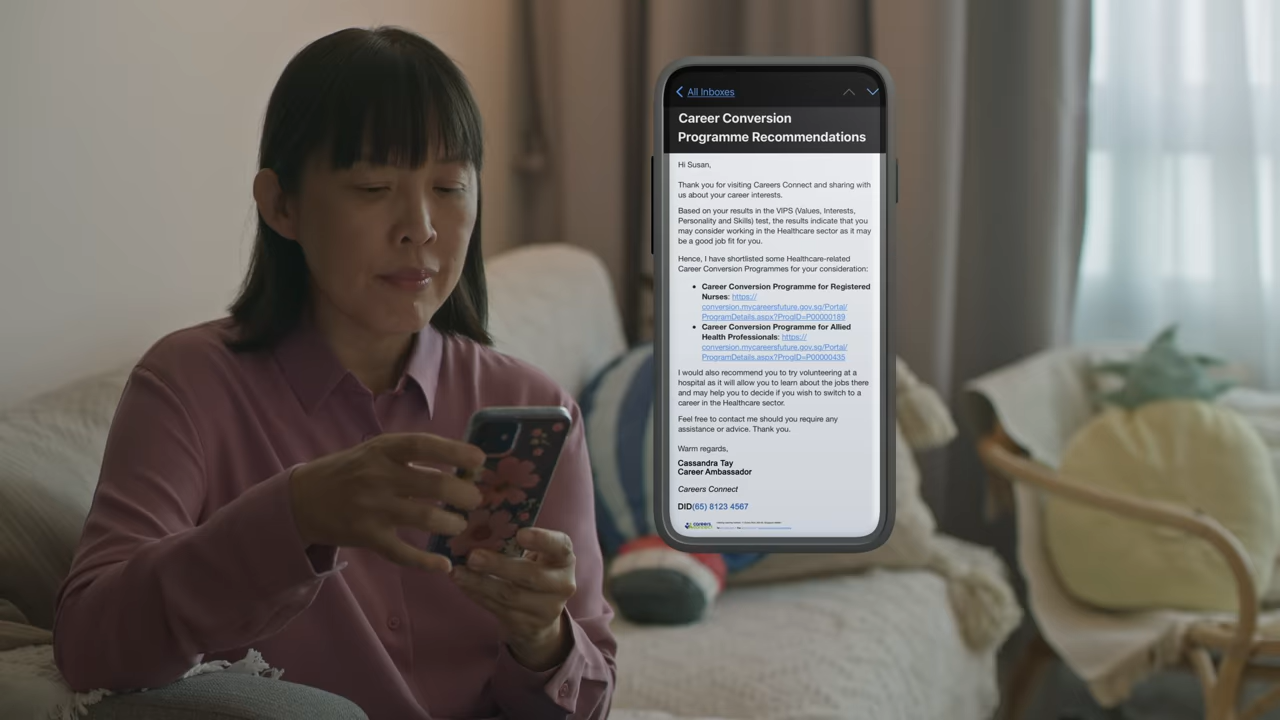 All Inboxes
Career Conversion
Programme Recommendations
Hi Susan,
Thank you for visiting Careers Connect and sharing with
us about your career interests.
Based on your results in the VIPS (Values, Interests,
Personality and Skills) test, the results indicate that you
may consider working in the Healthcare sector as it may
be a good job fit for you.
Hence, I have shortlisted some Healthcare-related
Career Conversion Programmes for your consideration:
• Career Conversion Programme for Registered
Nurses: https://
conversion.mycareersfuture.gov.sg/Portal/
ProgramDetails.aspx?ProgID=P00000189
• Career Conversion Programme for Allied
Health Professionals: https://
conversion.mycareersfuture.gov.sg/Portal/
ProgramDetails.aspx?ProgID=P00000435
I would also recommend you to try volunteering at a
hospital as it will allow you to learn about the jobs there
and may help you to decide if you wish to switch to a
career in the Healthcare sector.
Feel free to contact me should you require any
assistance or advice. Thank you.
Warm regards,
Cassandra Tay
Career Ambassador
Careers Connect
DID(65) 8123 4567
careers
connect